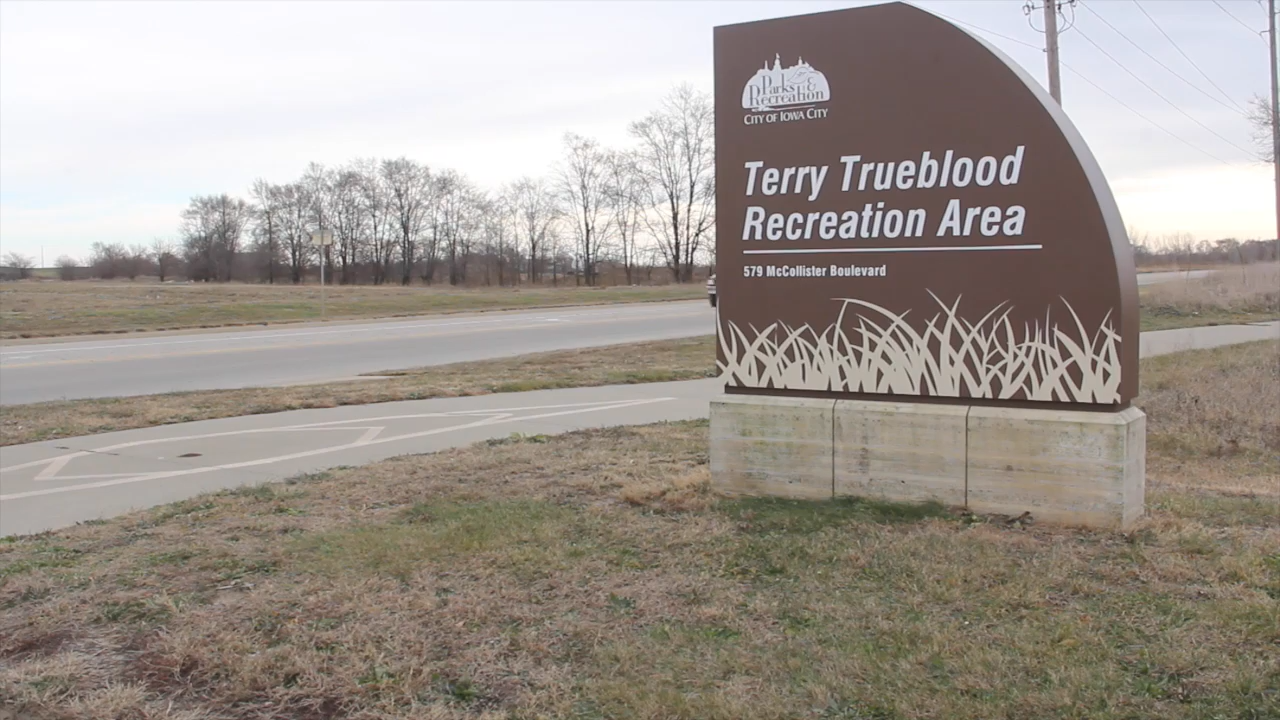 Parks &
Recreation
CITY OF IOWA CITY
Terry Trueblood
Recreation Area
579 McCollister Boulevard